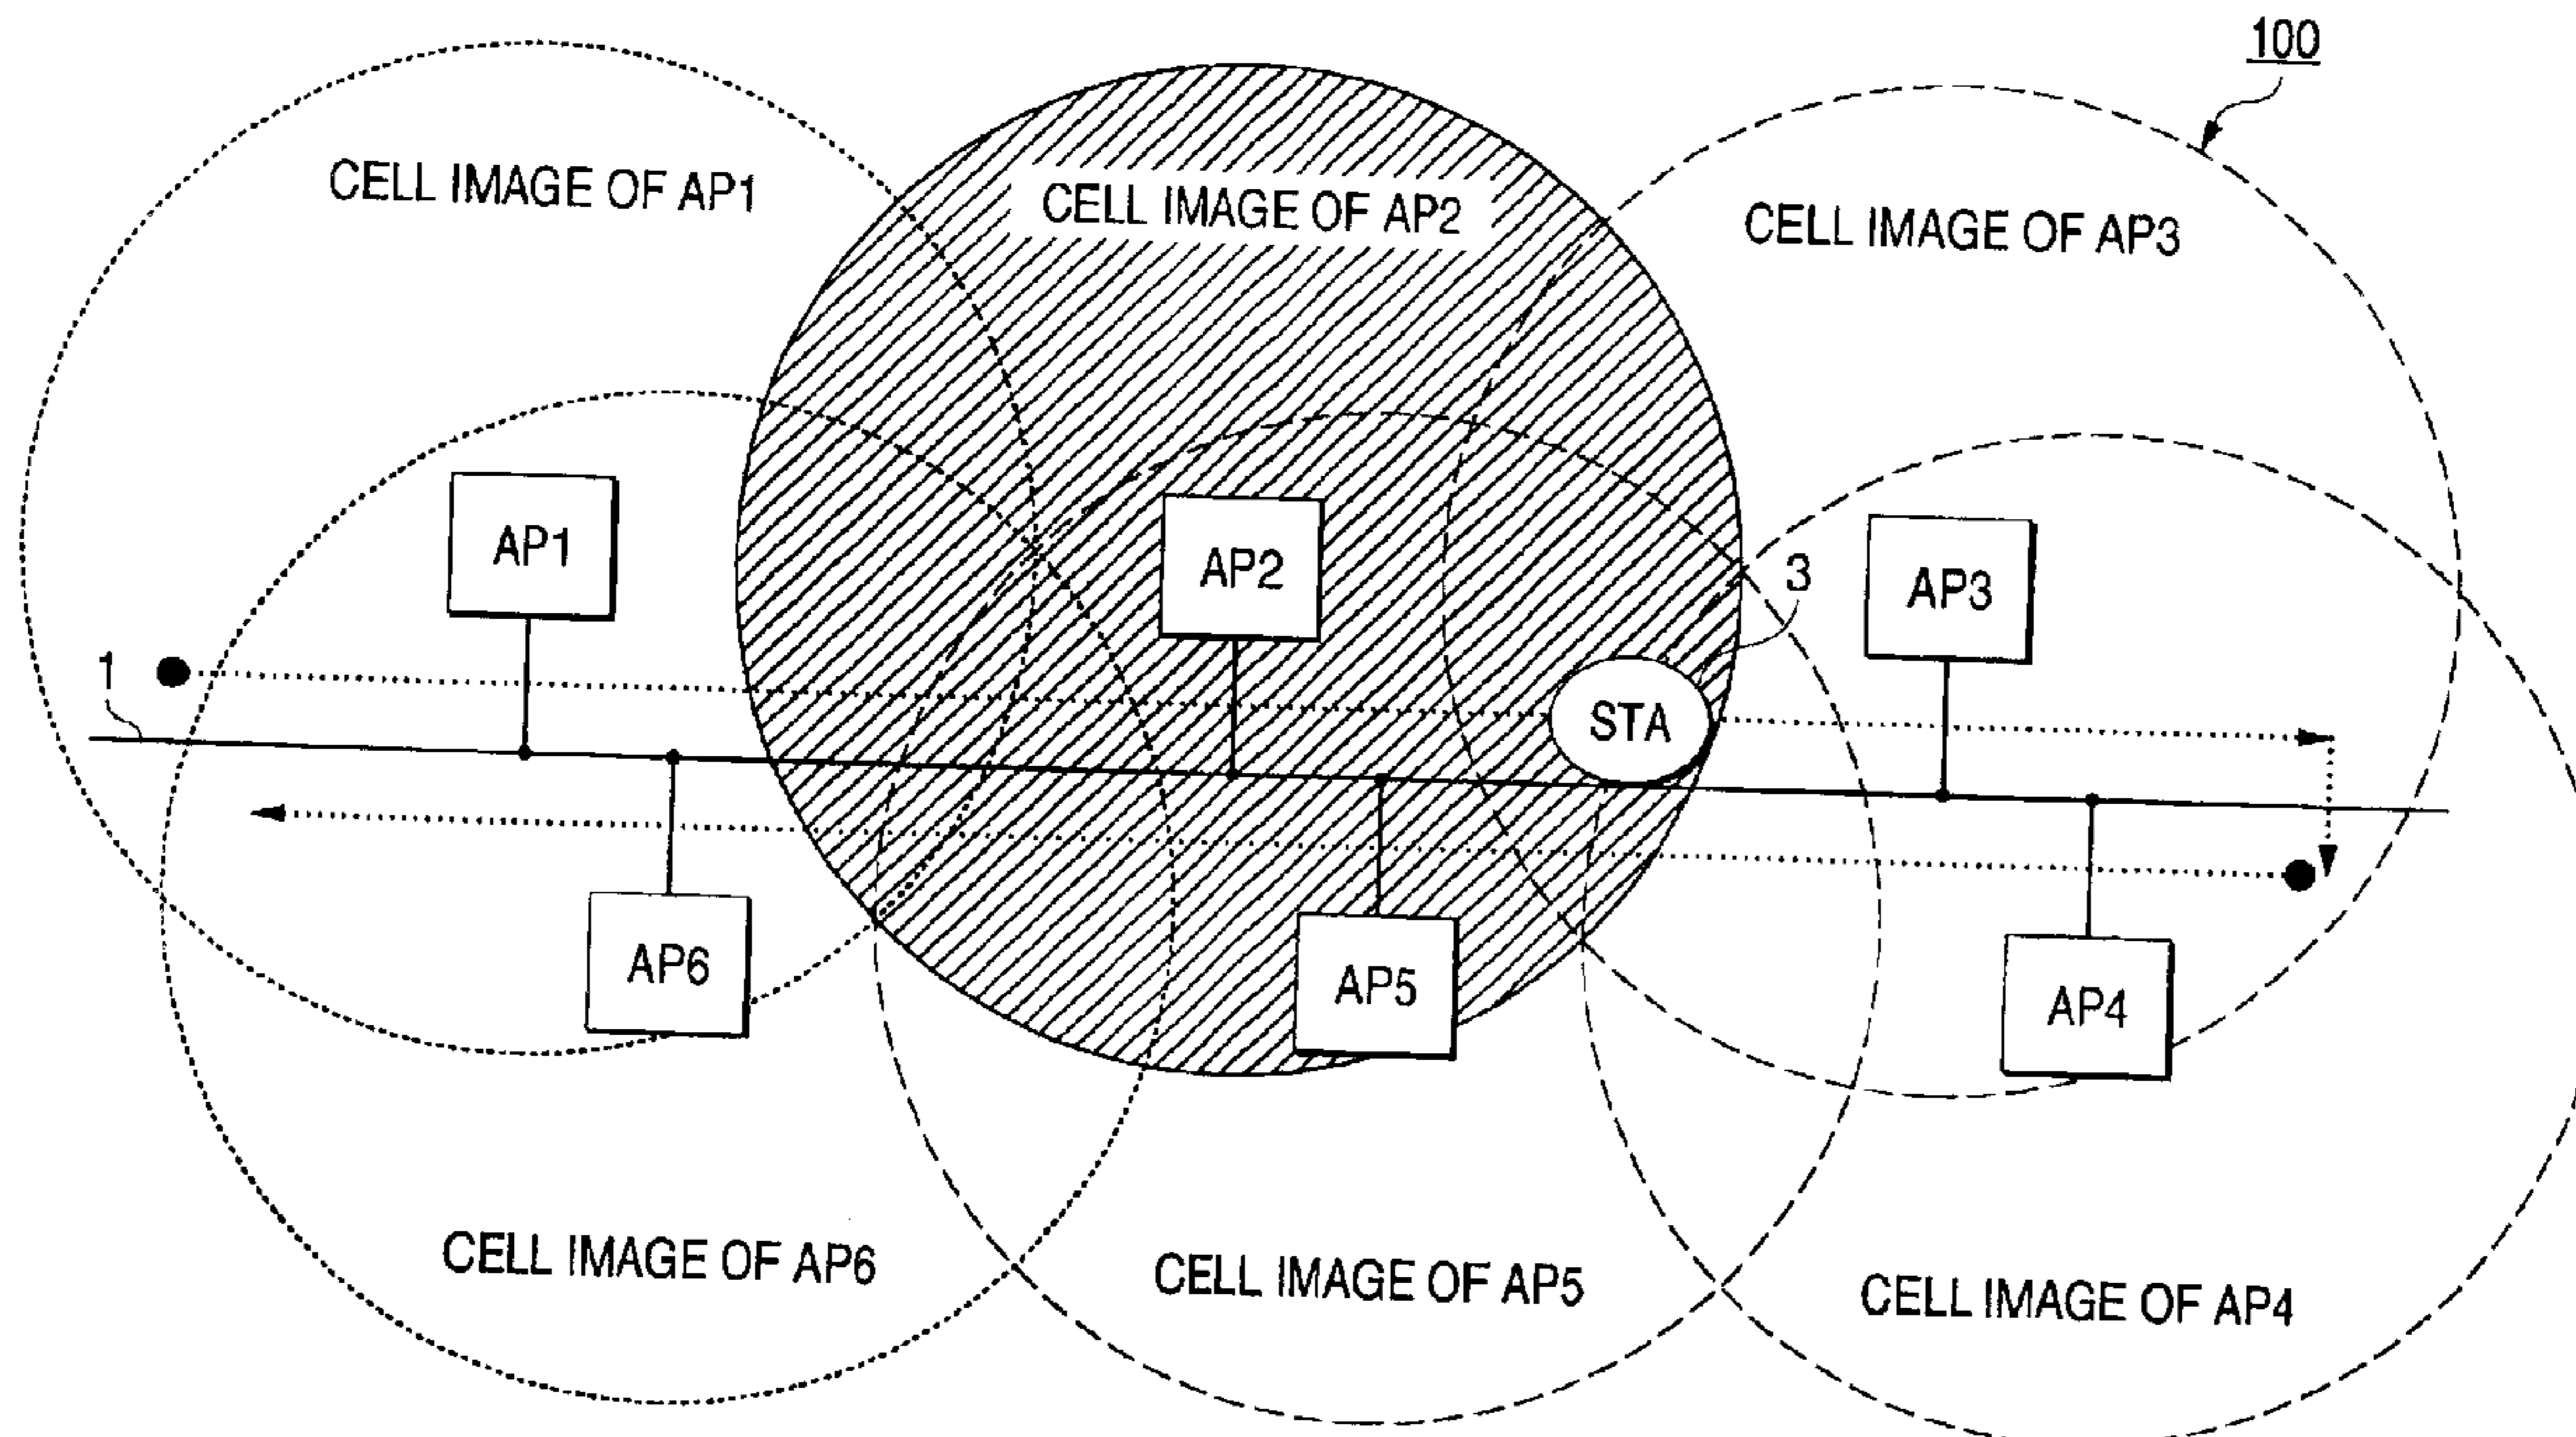 100
CELL IMAGE OF AP1
CELL IMAGE OF AP2
CELL IMAGE OF AP3
AP1
AP2
3
AP3
1
STA
AP6
AP5
AP4
CELL IMAGE OF AP6
CELL IMAGE OF AP5
CELL IMAGE OF AP4